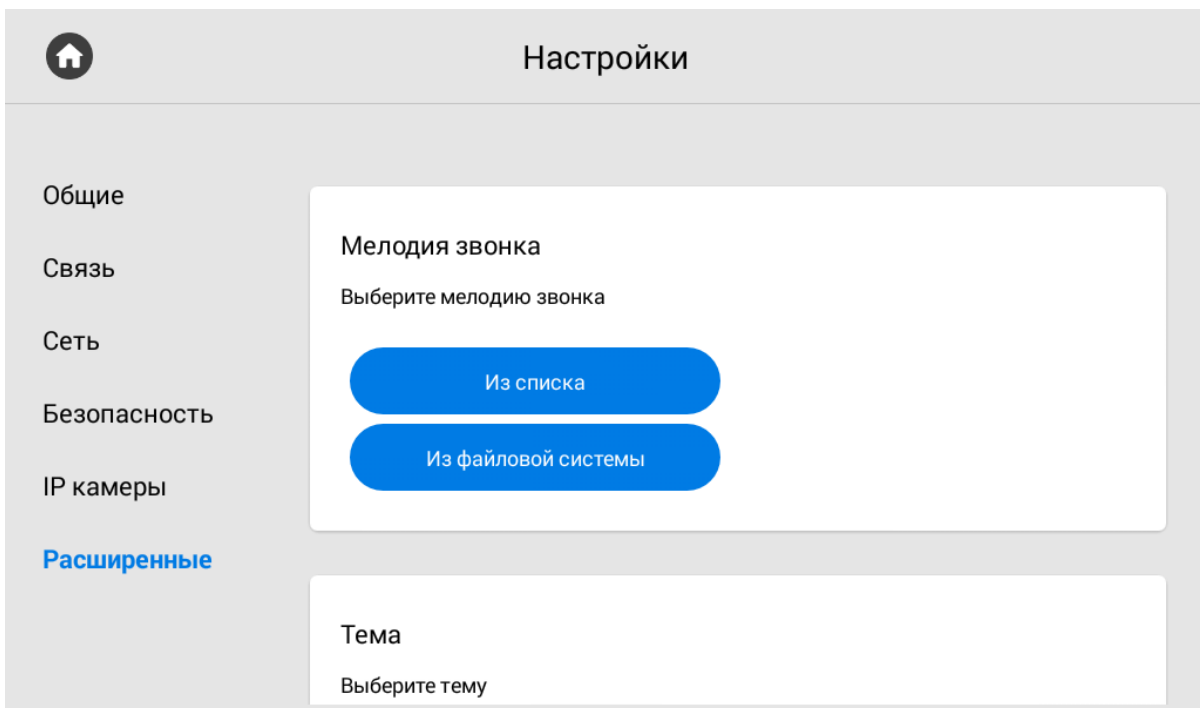 Настройки
Общие
Связь
Сеть
Безопасность
IP камеры
Расширенные
Мелодия звонка
Выберите мелодию звонка
Из списка
Из файловой системы
Тема
Выберите тему